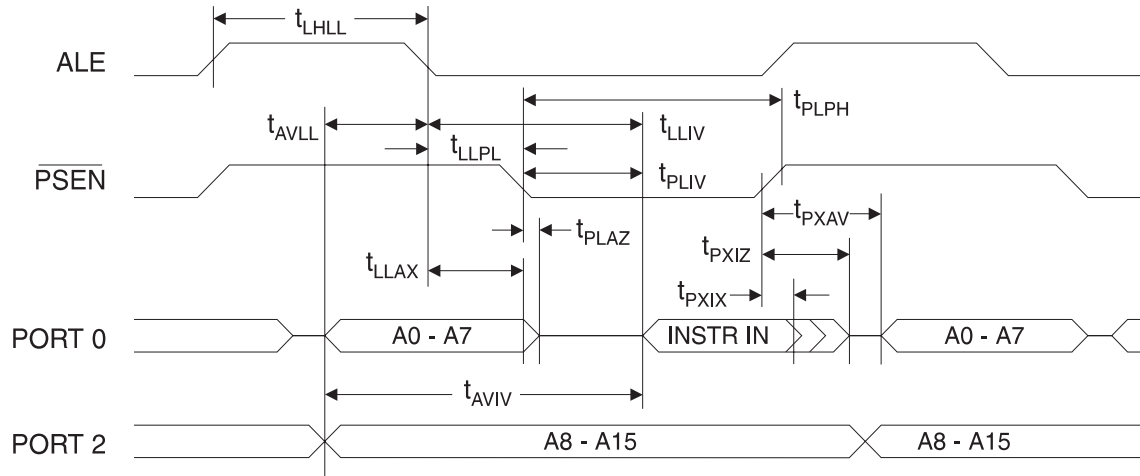 tLHLL
ALE
tPLPH
tAVLL
tLLIV
tLLPL
PSEN
tPLIV
tPXAV
tPLAZ
tPXIZ
tLLAX
tPXIX
PORT 0
A0 - A7
INSTR IN
A0 - A7
tAVIV
PORT 2
A8 - A15
A8 - A15